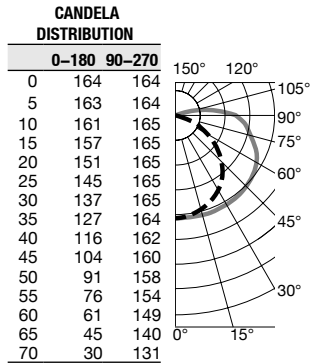 CANDELA
DISTRIBUTION
0–180 90–270
0 164 164
5 163 164
10 161 165
15 157 165
20 151 165
25 145 165
30 137 165
35 127 164
40 116 162
45 104 160
50 91 158
55 76 154
60 61 149
65 45 140
70 30 131
150° 120°
105°
90°
75°
60°
45°
30°
0° 15°